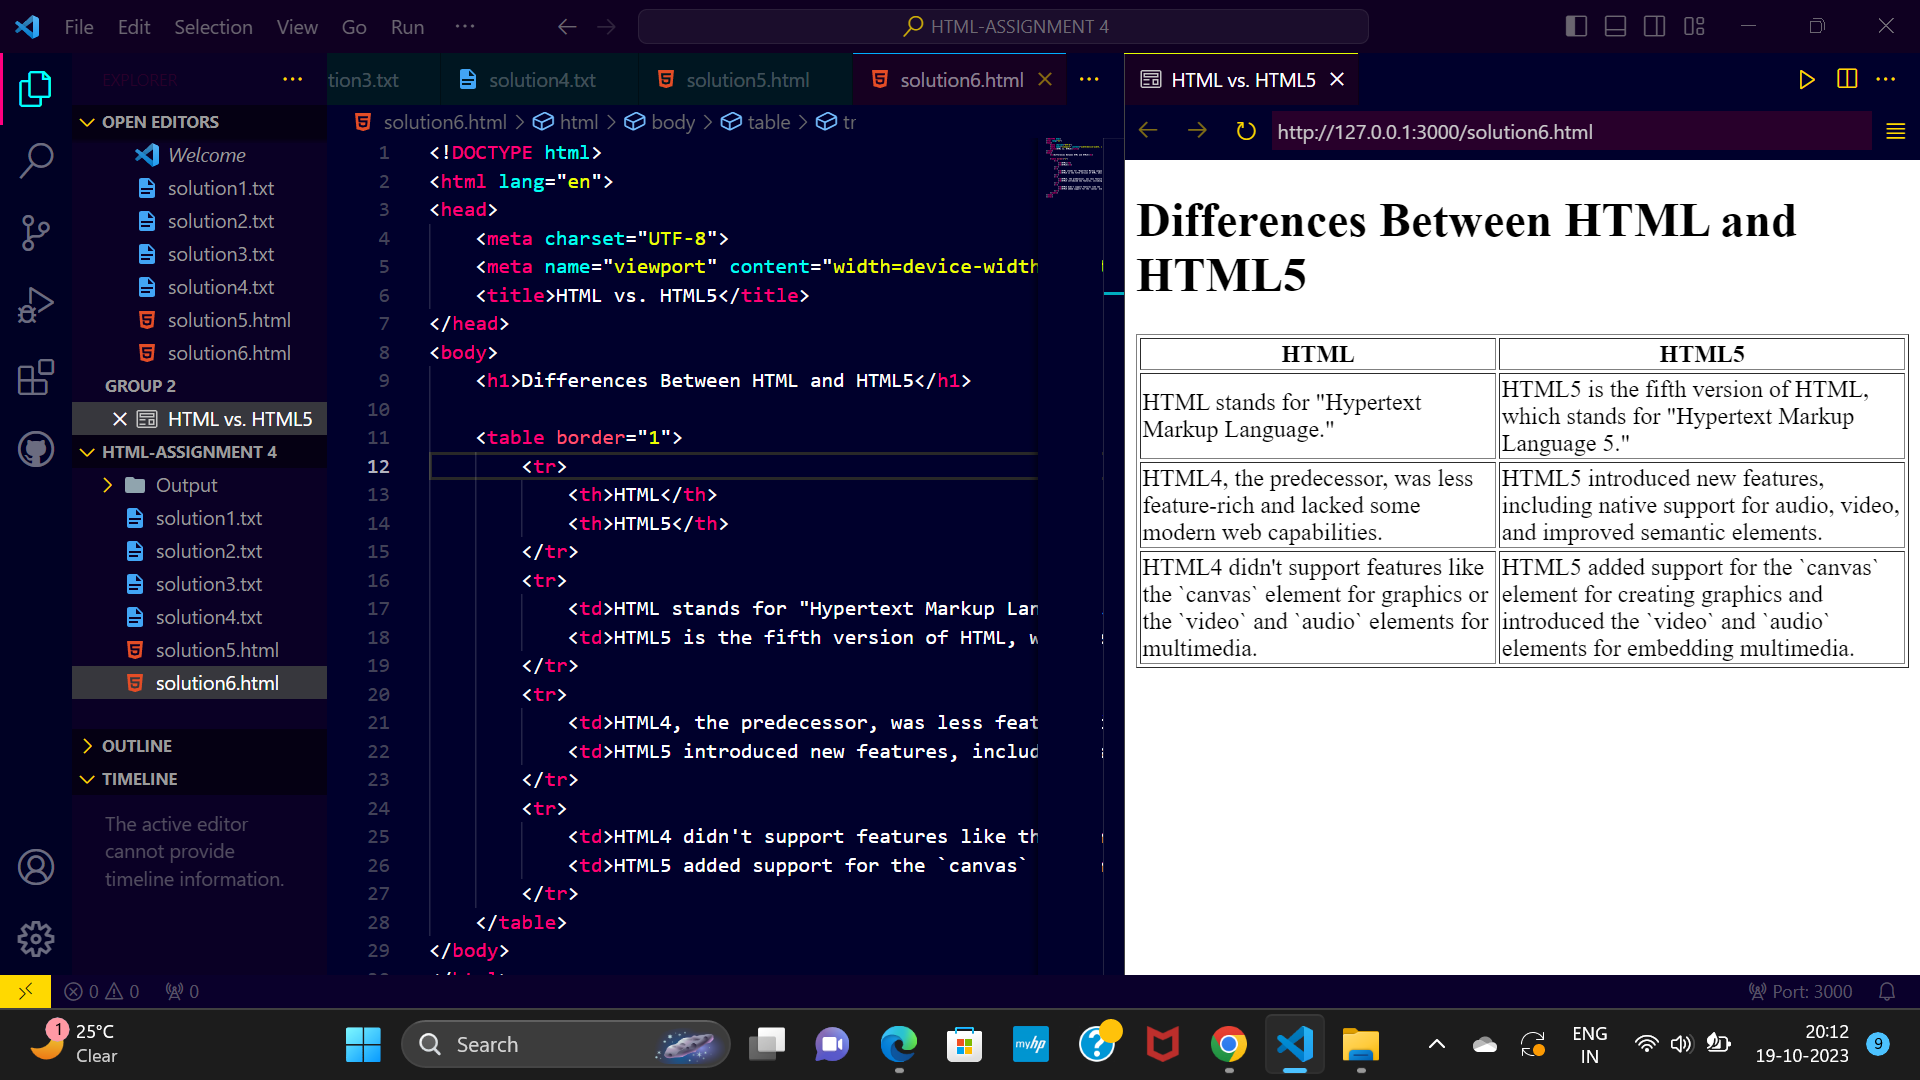 File Edit Selection View Go Run ···
HTML-ASSIGNMENT 4
EXPLORER
OPEN EDITORS
Welcome
solution1.txt
solution2.txt
solution3.txt
solution4.txt
solution5.html
solution6.html
GROUP 2
HTML vs. HTML5
HTML-ASSIGNMENT 4
Output
solution1.txt
solution2.txt
solution3.txt
solution4.txt
solution5.html
solution6.html
OUTLINE
TIMELINE
The active editor
cannot provide
timeline information.
tion3.txt solution4.txt solution5.html solution6.html
solution6.html > html > body > table > tr
1 <!DOCTYPE html>
2 <html lang="en">
3 <head>
4 <meta charset="UTF-8">
5 <meta name="viewport" content="width=device-width
6 <title>HTML vs. HTML5</title>
7 </head>
8 <body>
9 <h1>Differences Between HTML and HTML5</h1>
10
11 <table border="1">
12 <tr>
13 <th>HTML</th>
14 <th>HTML5</th>
15 </tr>
16 <tr>
17 <td>HTML stands for "Hypertext Markup Lan
18 <td>HTML5 is the fifth version of HTML, w
19 </tr>
20 <tr>
21 <td>HTML4, the predecessor, was less feat
22 <td>HTML5 introduced new features, includ
23 </tr>
24 <tr>
25 <td>HTML4 didn't support features like th
26 <td>HTML5 added support for the `canvas`
27 </tr>
28 </table>
29 </body>
HTML vs. HTML5
http://127.0.0.1:3000/solution6.html
Differences Between HTML and
HTML5
HTML
HTML5
HTML stands for "Hypertext
Markup Language."
HTML5 is the fifth version of HTML,
which stands for "Hypertext Markup
Language 5."
HTML4, the predecessor, was less
feature-rich and lacked some
modern web capabilities.
HTML5 introduced new features,
including native support for audio, video,
and improved semantic elements.
HTML4 didn't support features like
the `canvas` element for graphics or
the `video` and `audio` elements for
multimedia.
HTML5 added support for the `canvas`
element for creating graphics and
introduced the `video` and `audio`
elements for embedding multimedia.
0 0 0
Port: 3000
1
25°C
Clear
Search
myhp
ENG
IN
20:12
19-10-2023
9